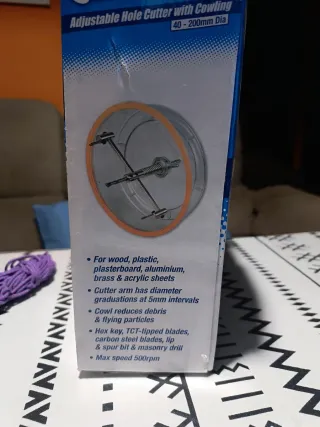 Adjustable Hole Cutter with Cowling
40 - 200mm Dia
• For wood, plastic,
plasterboard, aluminium,
brass & acrylic sheets
• Cutter arm has diameter
graduations at 5mm intervals
• Cowl reduces debris
& flying particles
• Hex key, TCT-tipped blades,
carbon steel blades, lip
& spur bit & masonry drill
• Max speed 500rpm